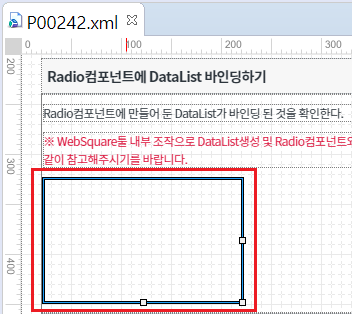 P00242.xml
0 100 200 300
200
Radio컴포넌트에 DataList 바인딩하기
Radio컴포넌트에 만들어 둔 DataList가 바인딩 된 것을 확인한다.
※ WebSquare툴 내부 조작으로 DataList생성 및 Radio컴포넌트와
같이 참고해주시기를 바랍니다.
300
400